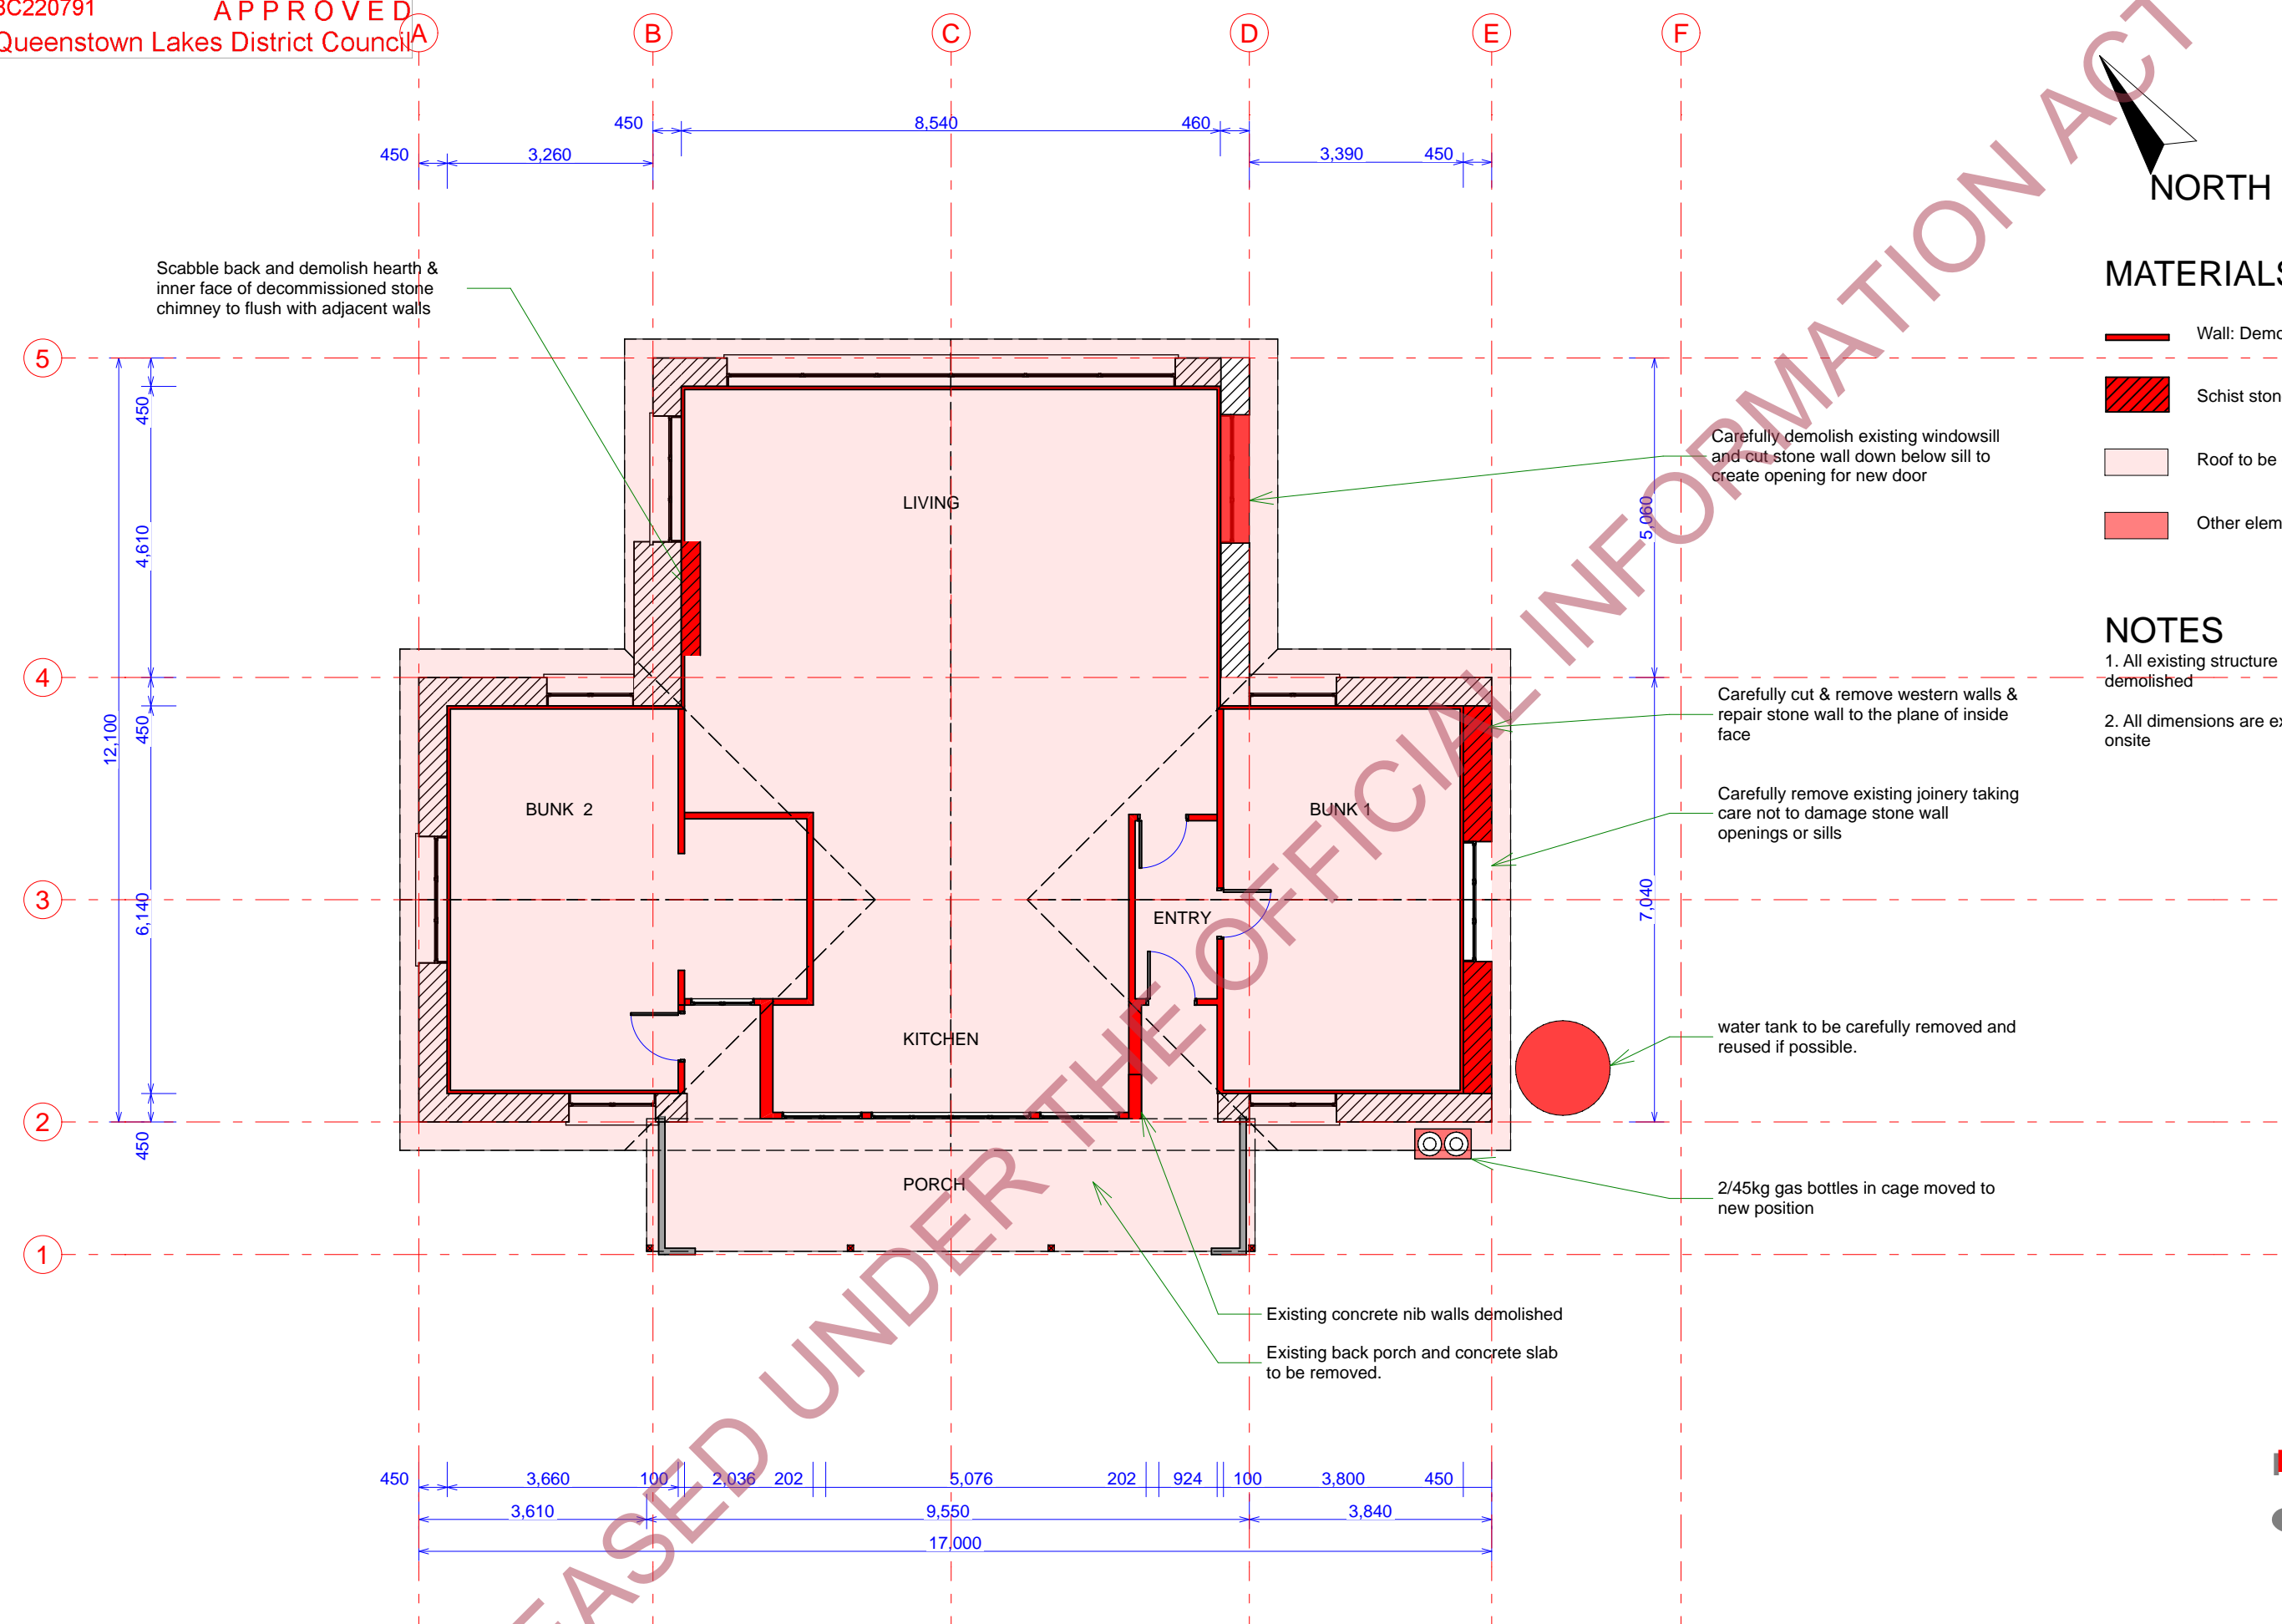 BC220791 APPROVED
Queenstown Lakes District Council
A B C D E F
450 8,540 460
450 3,260 3,390 450
NORTH
MATERIALS
Wall:
Schist
Roof to be
Other
NOTES
1. All existing structure
demolished
2. All dimensions are
onsite
Scabble back and demolish hearth &
inner face of decommissioned stone
chimney to flush with adjacent walls
5
4
3
2
1
450
4,610
450
12,100
6,140
450
5,060
7,040
LIVING
BUNK 2
BUNK 1
ENTRY
KITCHEN
PORCH
Carefully demolish existing windowsill
and cut stone wall down below sill to
create opening for new door
Carefully cut & remove western walls &
repair stone wall to the plane of inside
face
Carefully remove existing joinery taking
care not to damage stone wall
openings or sills
water tank to be carefully removed and
reused if possible.
2/45kg gas bottles in cage moved to
new position
Existing concrete nib walls demolished
Existing back porch and concrete slab
to be removed.
450 3,660 100 2,036 202 5,076 202 924 100 3,800 450
3,610 9,550 3,840
17,000
EASED UNDER THE OFFICIAL INFORMATION ACT